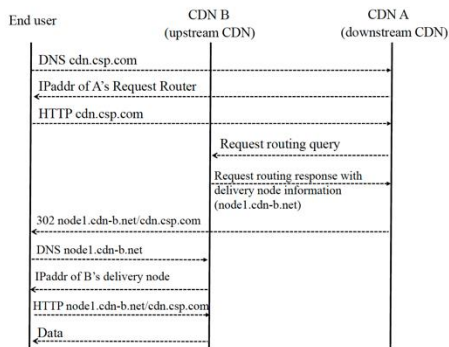 End user
CDN B
(upstream CDN)
CDN A
(downstream CDN)
DNS cdn.csp.com
IPaddr of A's Request Router
HTTP cdn.csp.com
Request routing query
Request routing response with
delivery node information
(node1.cdn-b.net)
302 node1.cdn-b.net/cdn.csp.com
DNS node1.cdn-b.net
IPaddr of B's delivery node
HTTP node1.cdn-b.net/cdn.csp.com
Data